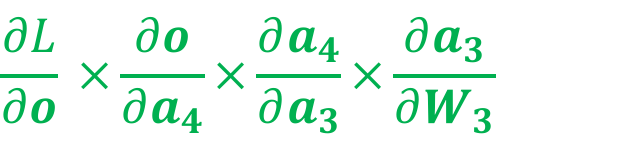 ∂L/∂o × ∂o/∂a₄ × ∂a₄/∂a₃ × ∂a₃/∂W₃